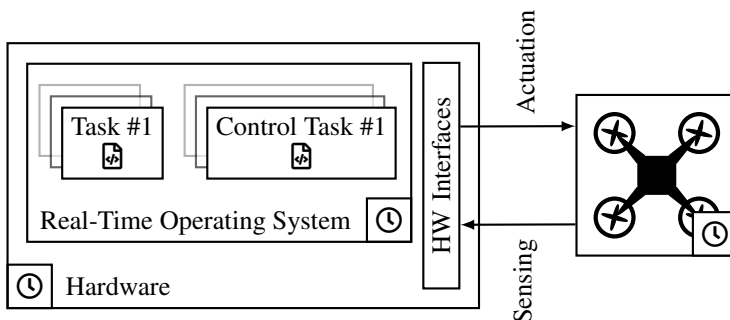 Task #1
Control Task #1
Real-Time Operating System
Hardware
HW Interfaces
Actuation
Sensing